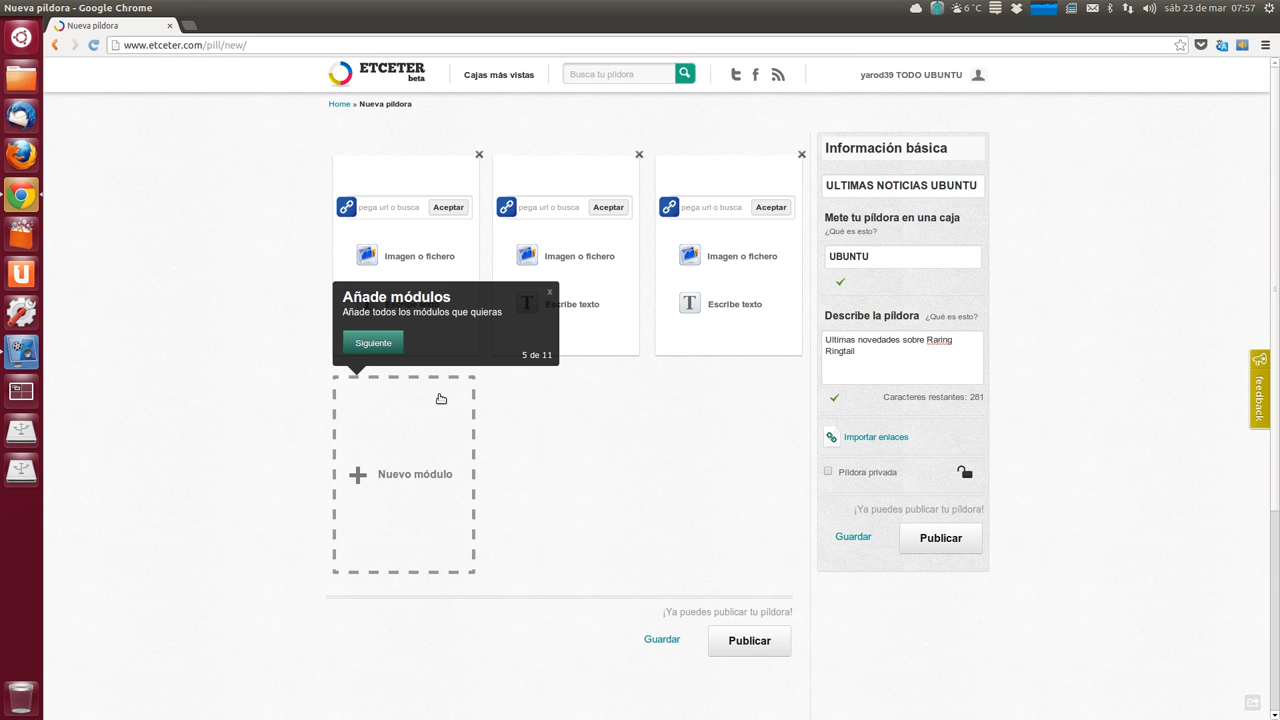 Nueva píldora - Google Chrome
6°C
sáb 23 de mar 07:57
Nueva píldora
www.etceter.com/pill/new/
ETCETER
beta
Cajas más vistas
Busca tu píldora
yarod39 TODO UBUNTU
Home » Nueva píldora
pega url o busca Aceptar
pega url o busca Aceptar
pega url o busca Aceptar
Imagen o fichero
Imagen o fichero
Imagen o fichero
T Escribe texto
T Escribe texto
Añade módulos
Añade todos los módulos que quieras
Siguiente
5 de 11
Nuevo módulo
¡Ya puedes publicar tu píldora!
Guardar
Publicar
Información básica
ULTIMAS NOTICIAS UBUNTU
Mete tu píldora en una caja
¿Qué es esto?
UBUNTU
Describe la píldora ¿Qué es esto?
Ultimas novedades sobre Raring
Ringtail
Caracteres restantes: 281
Importar enlaces
Píldora privada
¡Ya puedes publicar tu píldora!
Guardar
Publicar
feedback